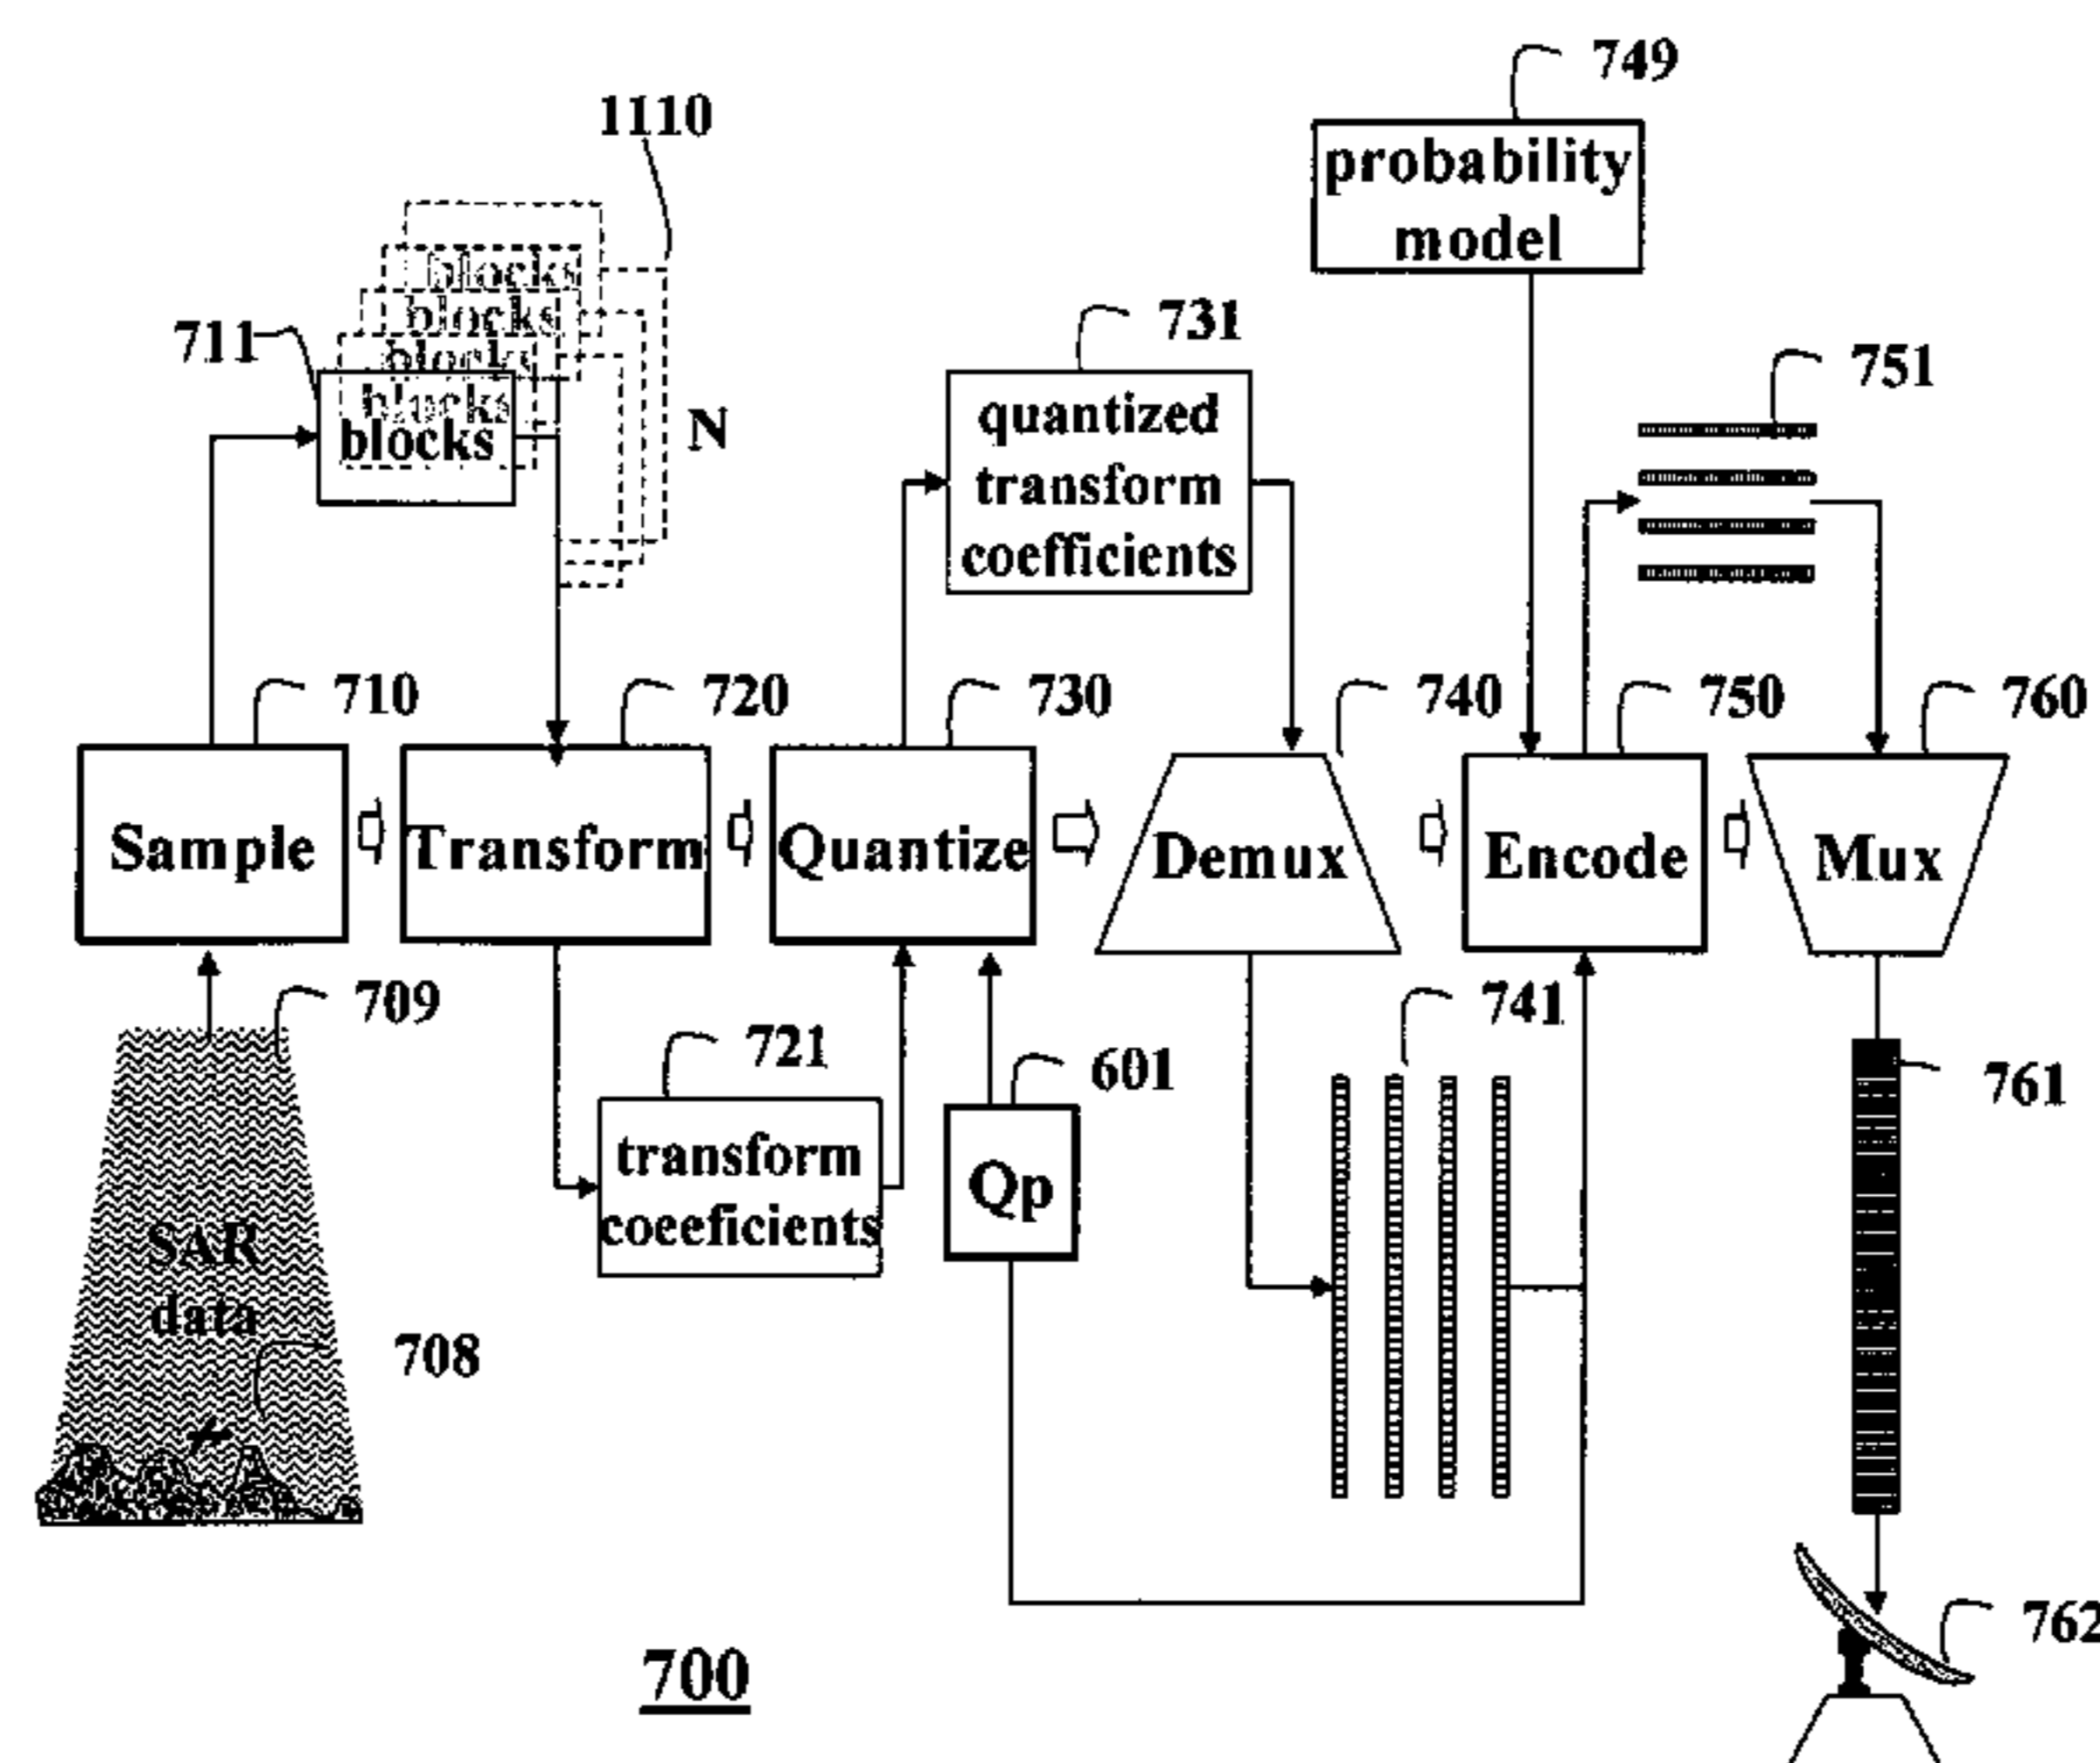 749
1110
probability
model
blocks
blocks
blocks
blocks
blocks
711
N
731
quantized
transform
coefficients
751
710
720
730
740
750
760
Sample
Transform
Quantize
Demux
Encode
Mux
709
721
601
741
761
transform
coeeficients
Qp
SAR
data
708
762
700